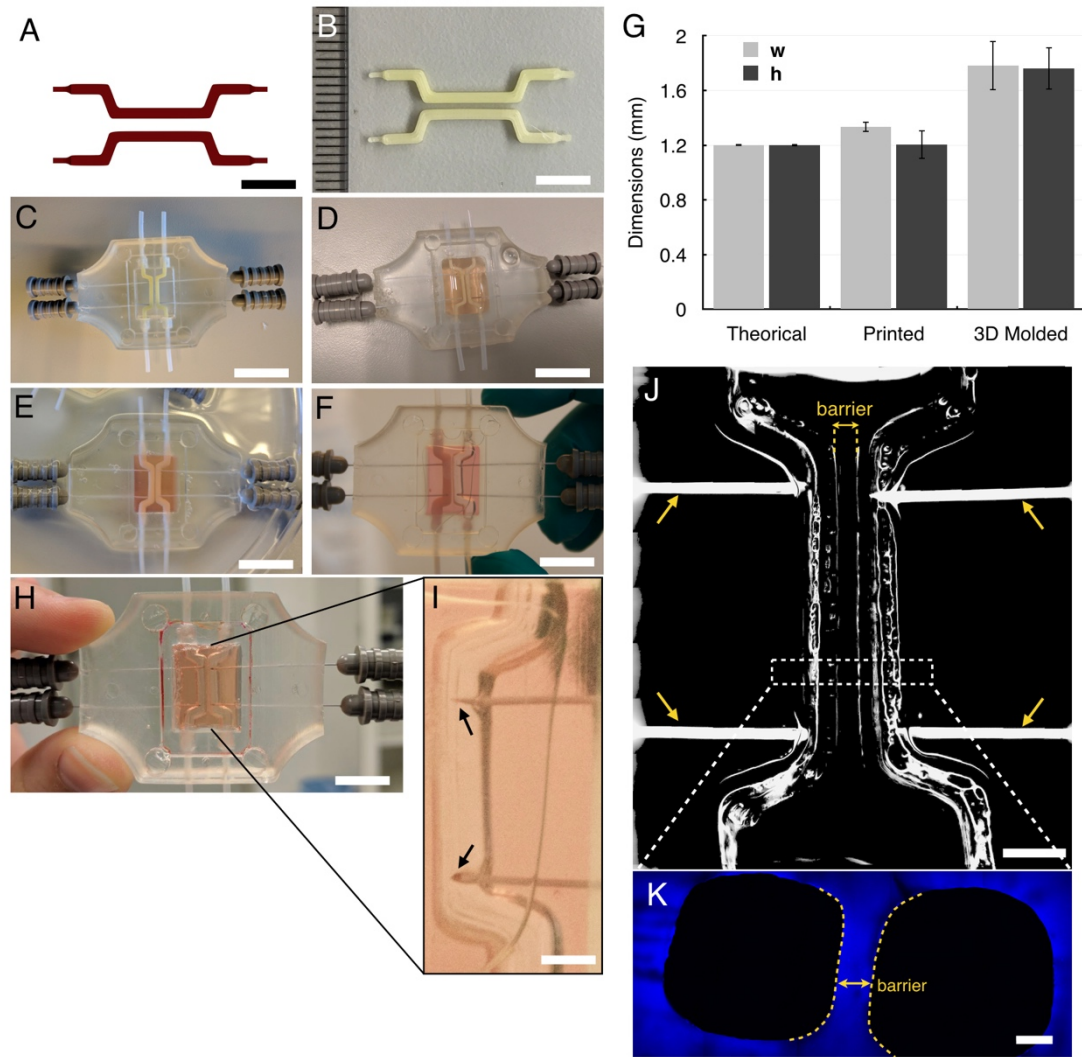 A
B
C
D
E
F
G
w
h
Dimensions (mm)
2
1.6
1.2
0.8
0.4
0
Theorical
Printed
3D Molded
H
I
J
barrier
K
barrier